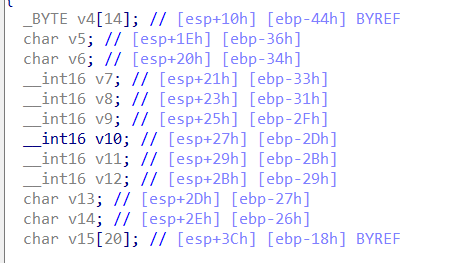 {
_BYTE v4[14]; // [esp+10h] [ebp-44h] BYREF
char v5; // [esp+1Eh] [ebp-36h]
char v6; // [esp+20h] [ebp-34h]
__int16 v7; // [esp+21h] [ebp-33h]
__int16 v8; // [esp+23h] [ebp-31h]
__int16 v9; // [esp+25h] [ebp-2Fh]
__int16 v10; // [esp+27h] [ebp-2Dh]
__int16 v11; // [esp+29h] [ebp-2Bh]
__int16 v12; // [esp+2Bh] [ebp-29h]
char v13; // [esp+2Dh] [ebp-27h]
char v14; // [esp+2Eh] [ebp-26h]
char v15[20]; // [esp+3Ch] [ebp-18h] BYREF